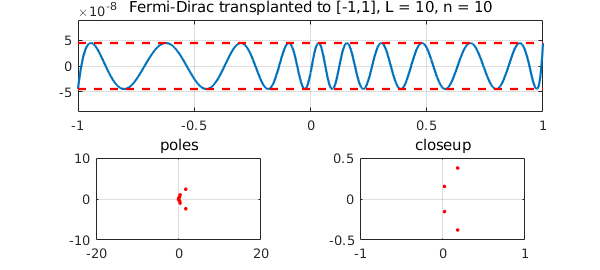 ×10-8 Fermi-Dirac transplanted to [-1,1], L = 10, n = 10
5
0
-5
-1 -0.5 0 0.5 1
poles closeup
10 0.5
0 0
-10 -0.5
-20 0 20 -1 0 1